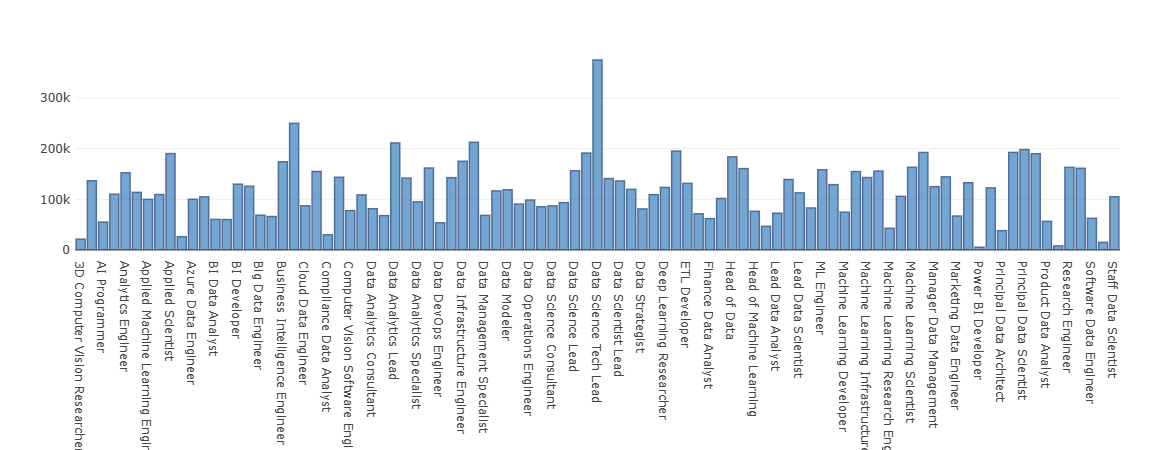 300k
200k
100k
0
3D Computer Vision Researcher
AI Programmer
Analytics Engineer
Applied Machine Learning Engir
Applied Scientist
Azure Data Engineer
BI Data Analyst
BI Developer
Big Data Engineer
Business Intelligence Engineer
Cloud Data Engineer
Compliance Data Analyst
Computer Vision Software Engi
Data Analytics Consultant
Data Analytics Lead
Data Analytics Specialist
Data DevOps Engineer
Data Infrastructure Engineer
Data Management Specialist
Data Modeler
Data Operations Engineer
Data Science Consultant
Data Science Lead
Data Science Tech Lead
Data Scientist Lead
Data Strategist
Deep Learning Researcher
ETL Developer
Finance Data Analyst
Head of Data
Head of Machine Learning
Lead Data Analyst
Lead Data Scientist
ML Engineer
Machine Learning Developer
Machine Learning Infrastructure
Machine Learning Research Eng
Machine Learning Scientist
Manager Data Management
Marketing Data Engineer
Power BI Developer
Principal Data Architect
Principal Data Scientist
Product Data Analyst
Research Engineer
Software Data Engineer
Staff Data Scientist